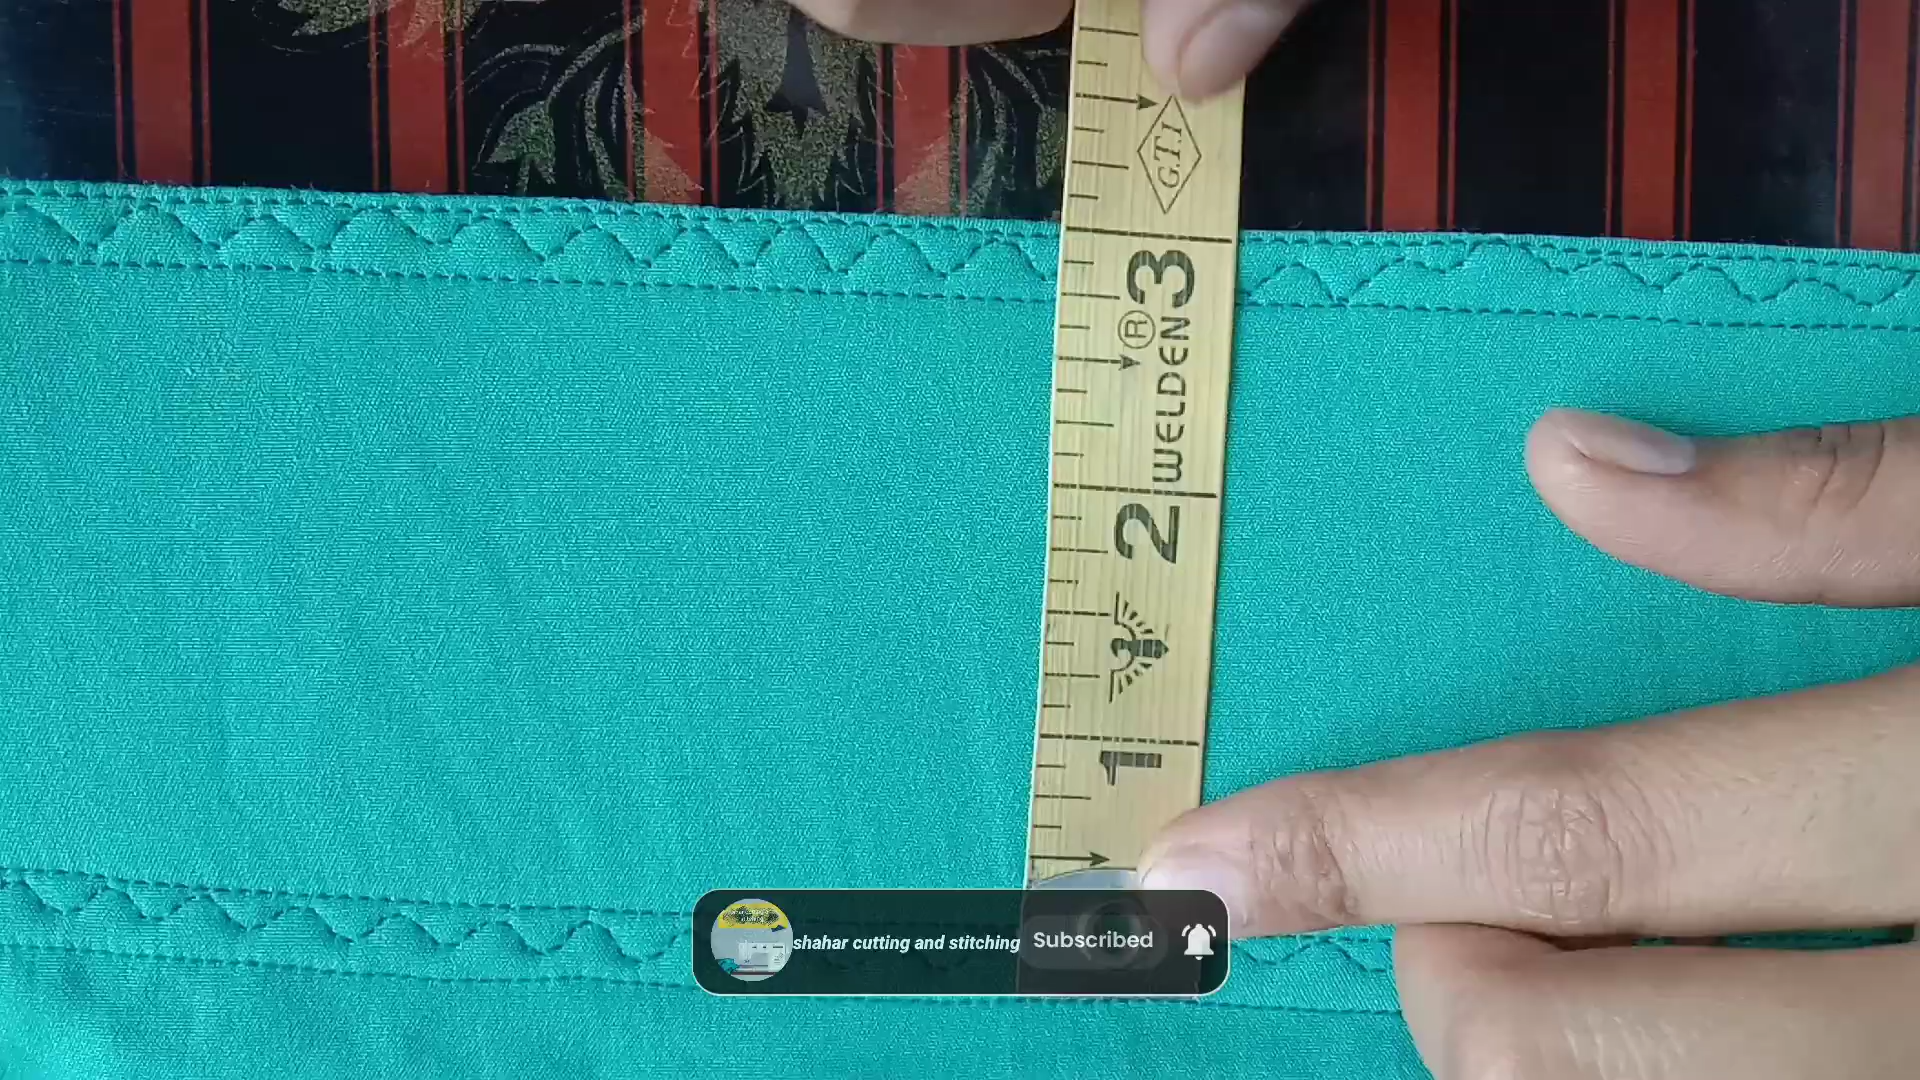 G.T.I
3
® WELDEN
2
1
shahar cutting and stitching
Subscribed